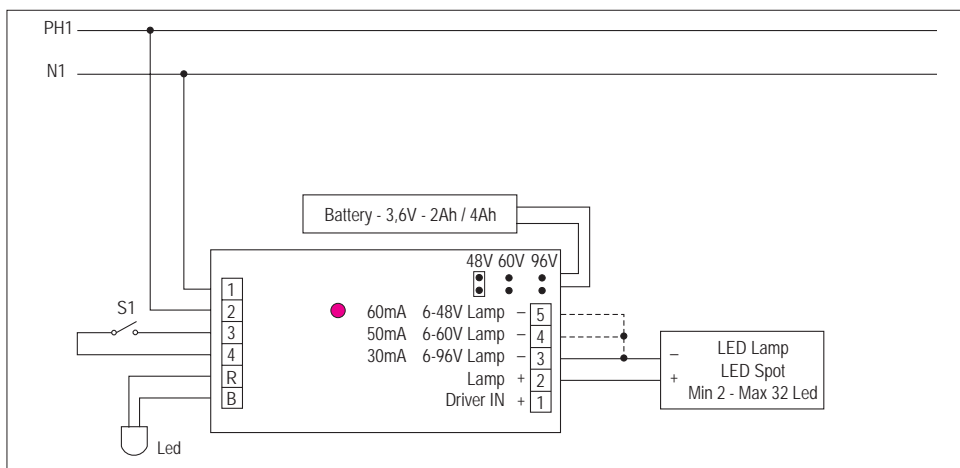 PH1
N1
Battery - 3,6V - 2Ah / 4Ah
48V 60V 96V
S1
1
2
3
4
R
B
60mA 6-48V Lamp – 5
50mA 6-60V Lamp – 4
30mA 6-96V Lamp – 3
Lamp + 2
Driver IN + 1
– LED Lamp
LED Spot
+ Min 2 - Max 32 Led
Led